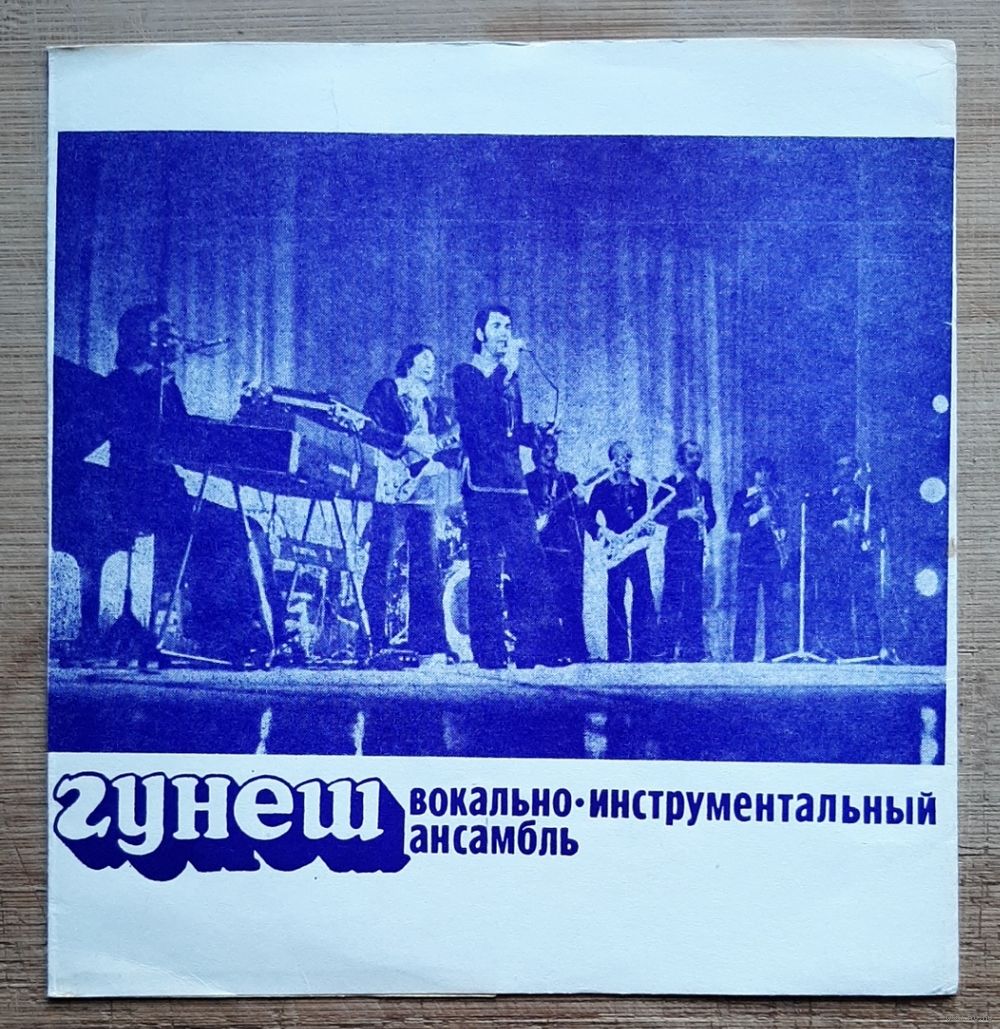 гунеш
вокально·инструментальный
ансамбль